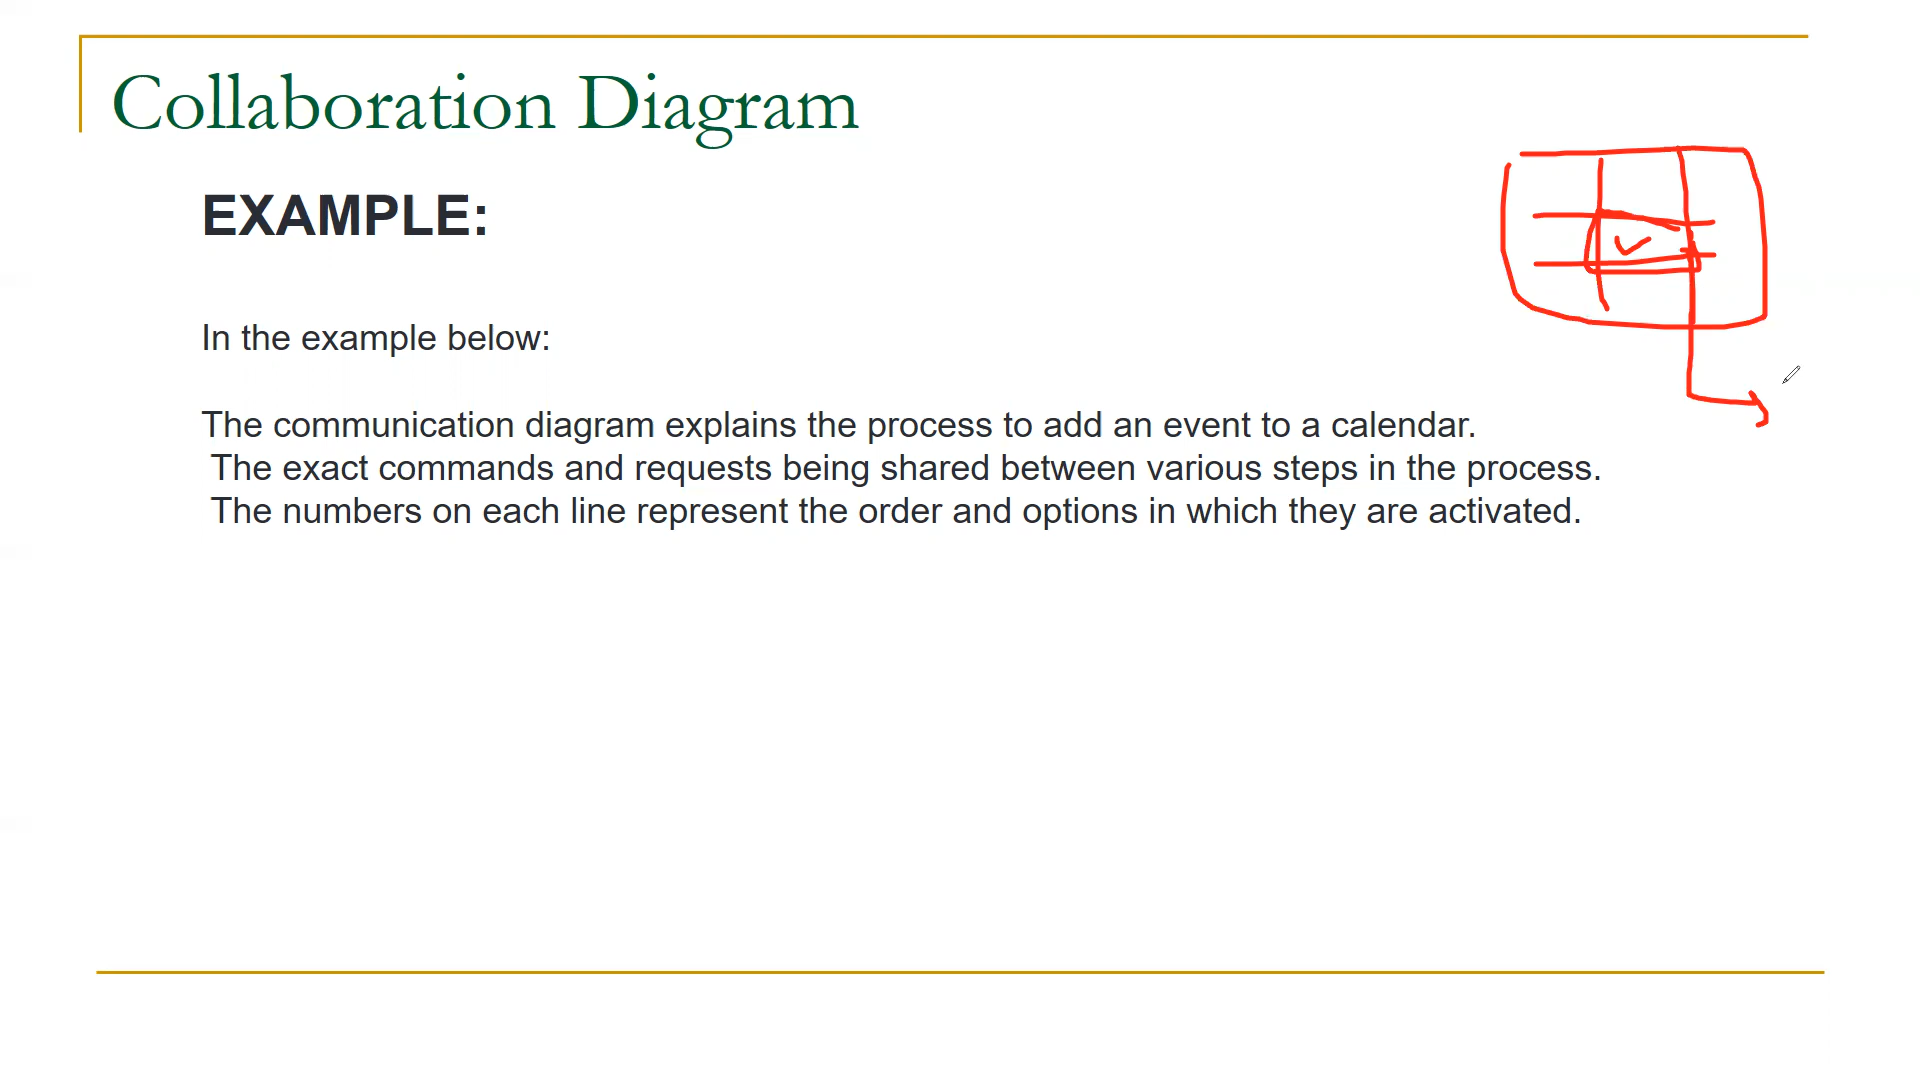 Collaboration Diagram
EXAMPLE:
In the example below:
The communication diagram explains the process to add an event to a calendar.
The exact commands and requests being shared between various steps in the process.
The numbers on each line represent the order and options in which they are activated.